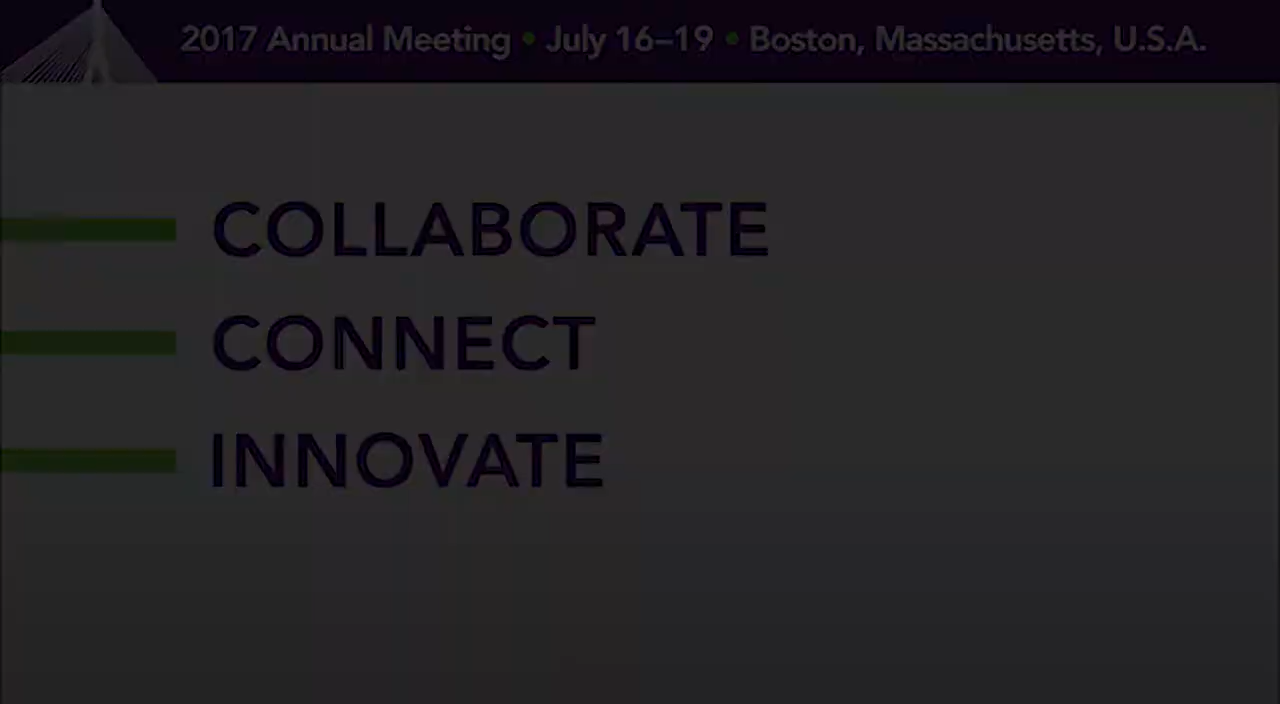 2017 Annual Meeting • July 16–19 • Boston, Massachusetts, U.S.A.
COLLABORATE
CONNECT
INNOVATE